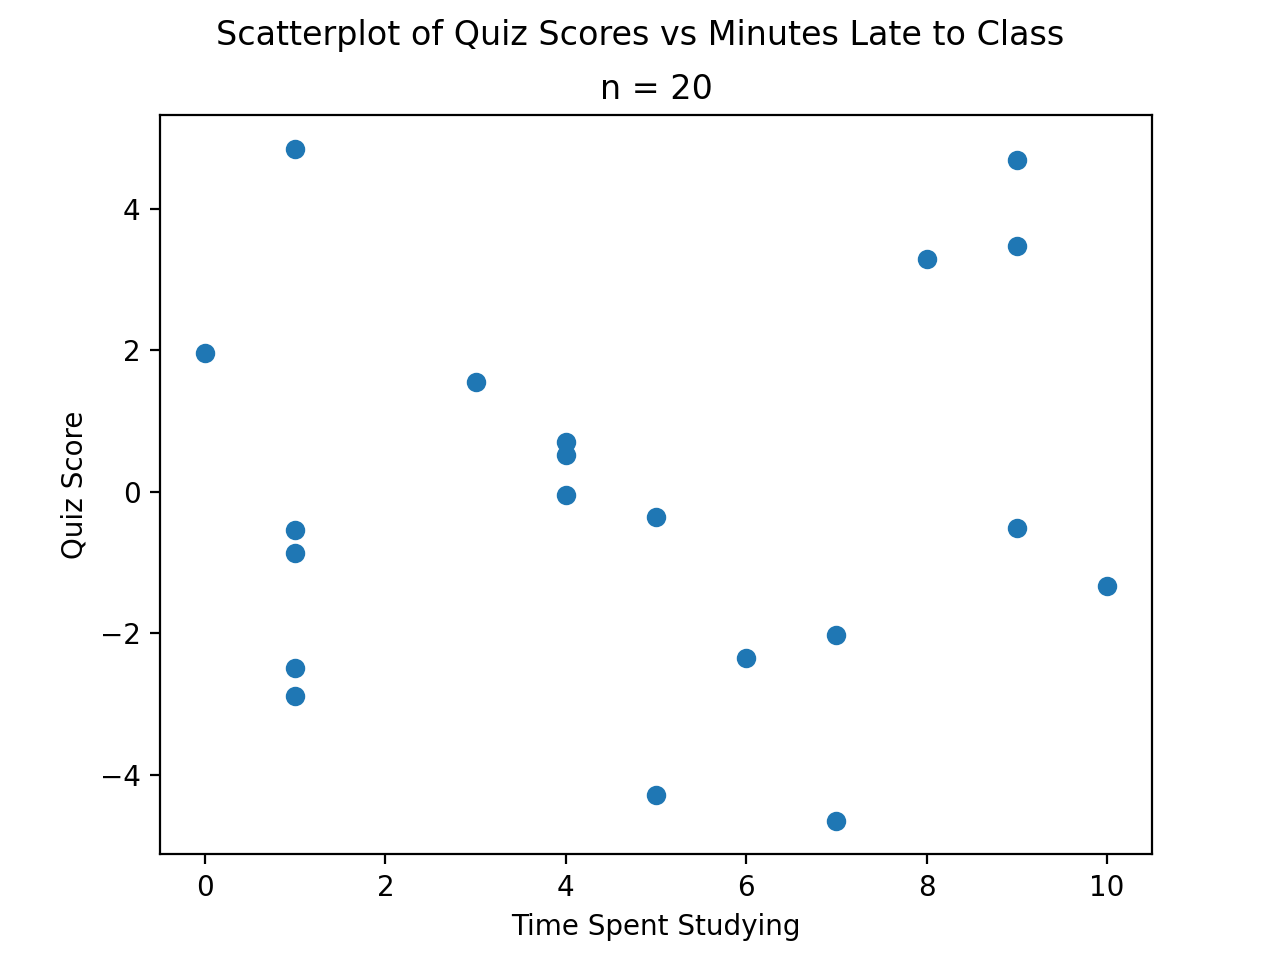 Scatterplot of Quiz Scores vs Minutes Late to Class
n = 20
4
2
0
−2
−4
Quiz Score
0 2 4 6 8 10
Time Spent Studying